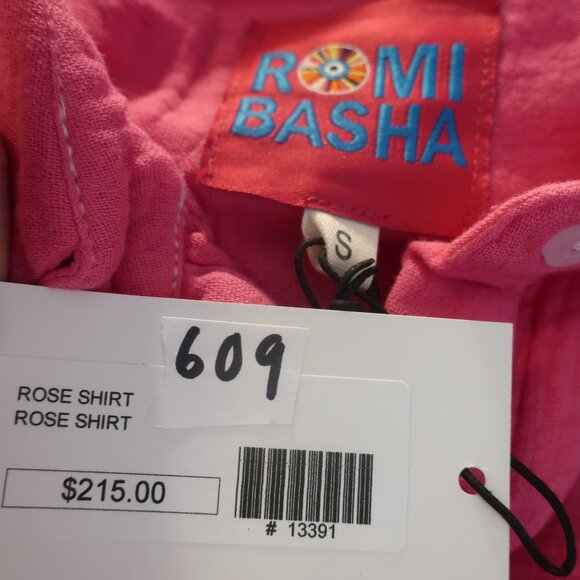 ROMI
BASHA
S
609
ROSE SHIRT
ROSE SHIRT
$215.00
# 13391